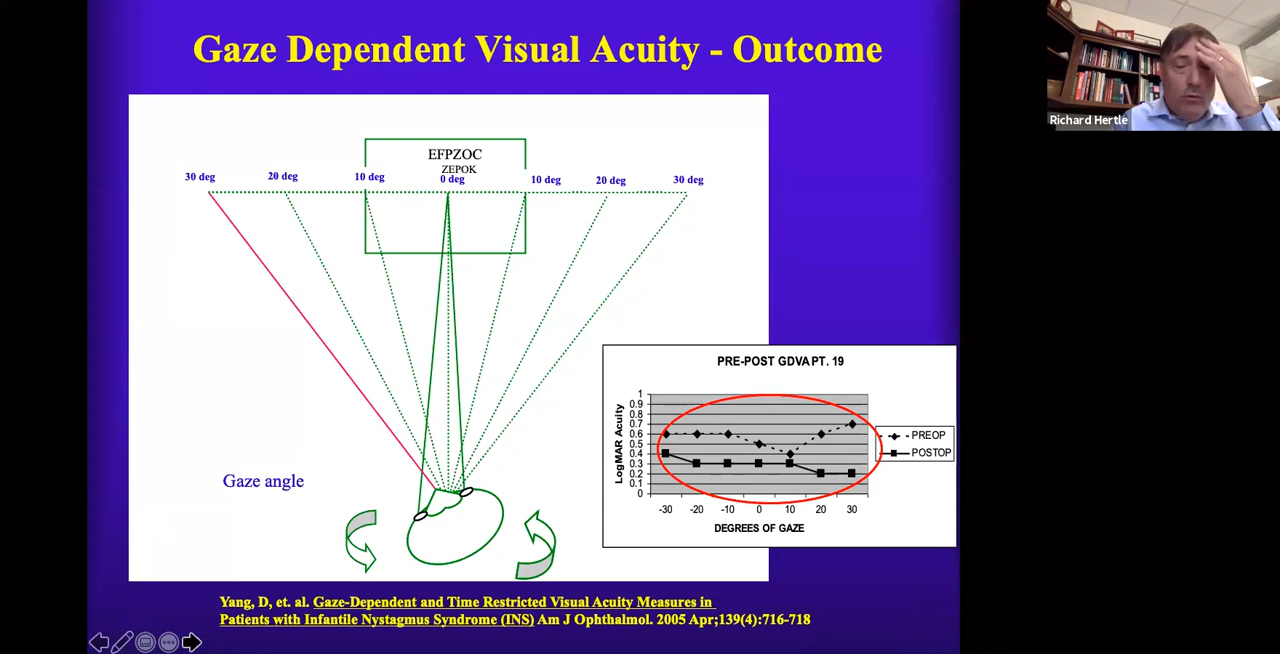 Gaze Dependent Visual Acuity - Outcome
Richard Hertle
EFPZOC
ZEPOK
30 deg 20 deg 10 deg 0 deg 10 deg 20 deg 30 deg
Gaze angle
PRE-POST GDVA PT. 19
LogMAR Acuity
1
0.9
0.8
0.7
0.6
0.5
0.4
0.3
0.2
0.1
0
-30 -20 -10 0 10 20 30
DEGREES OF GAZE
PREOP
POSTOP
Yang, D, et. al. Gaze-Dependent and Time Restricted Visual Acuity Measures in
Patients with Infantile Nystagmus Syndrome (INS) Am J Ophthalmol. 2005 Apr;139(4):716-718